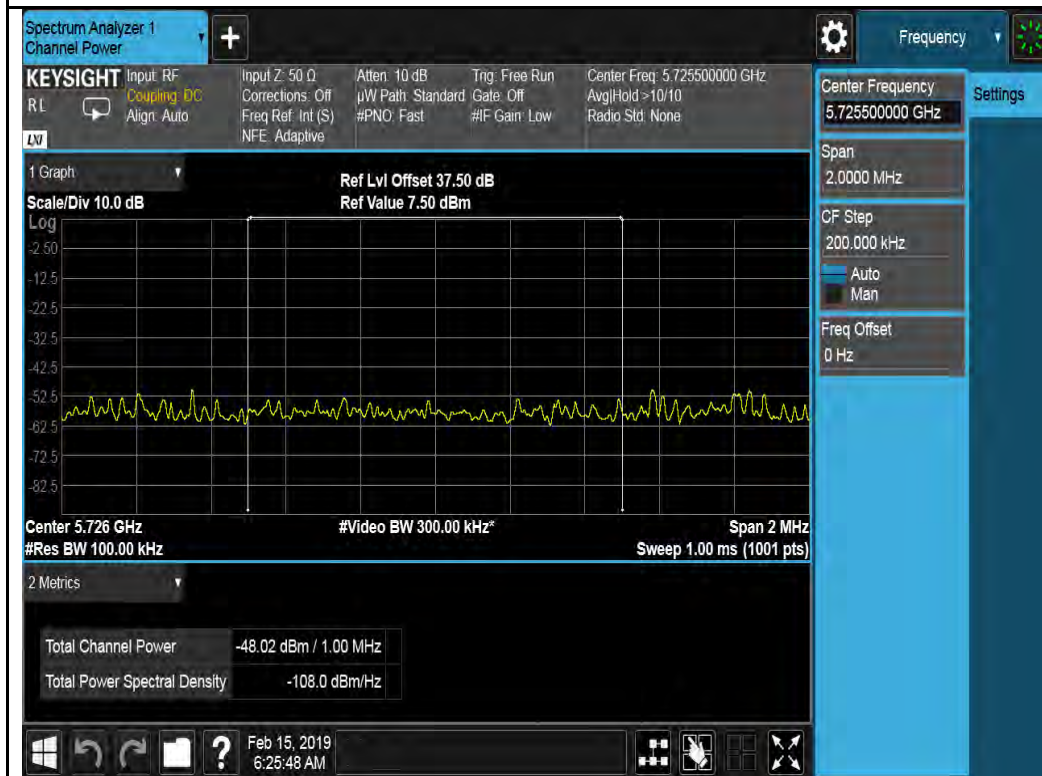 Spectrum Analyzer 1
Channel Power
+
Frequency
KEYSIGHT
RL
LXI
Input: RF
Coupling: DC
Align: Auto
Input Z: 50 Ω
Corrections: Off
Freq Ref: Int (S)
NFE: Adaptive
Atten: 10 dB
µW Path: Standard
#PNO: Fast
Trig: Free Run
Gate: Off
#IF Gain: Low
Center Freq: 5.725500000 GHz
Avg|Hold >10/10
Radio Std: None
Center Frequency
5.725500000 GHz
Settings
Span
2.0000 MHz
CF Step
200.000 kHz
Auto
Man
Freq Offset
0 Hz
1 Graph
Scale/Div 10.0 dB
Ref Lvl Offset 37.50 dB
Ref Value 7.50 dBm
Log
-2.50
-12.5
-22.5
-32.5
-42.5
-52.5
-62.5
-72.5
-82.5
Center 5.726 GHz
#Video BW 300.00 kHz*
Span 2 MHz
#Res BW 100.00 kHz
Sweep 1.00 ms (1001 pts)
2 Metrics
Total Channel Power -48.02 dBm / 1.00 MHz
Total Power Spectral Density -108.0 dBm/Hz
?
Feb 15, 2019
6:25:48 AM